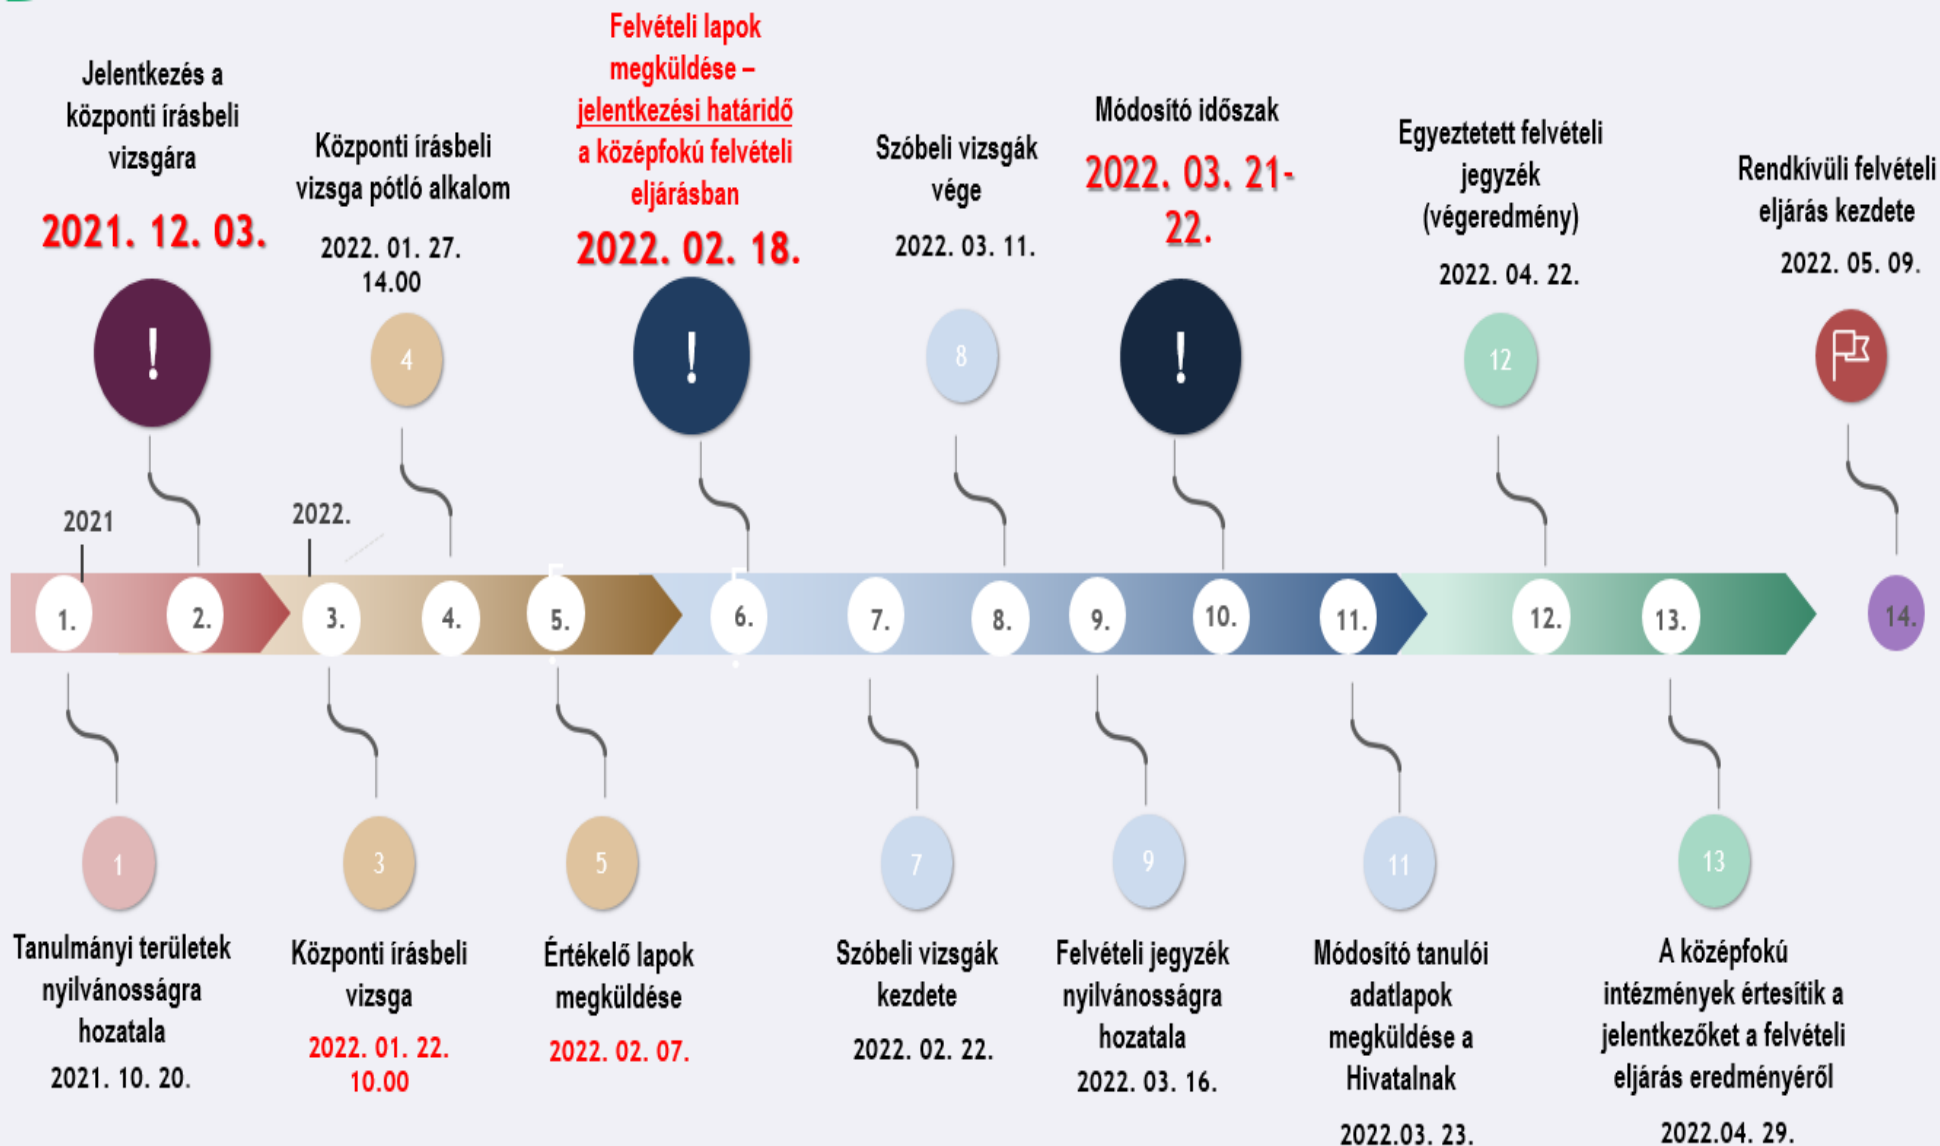 Jelentkezés a
központi írásbeli
vizsgára
2021. 12. 03.
!
Központi írásbeli
vizsga pótló alkalom
2022. 01. 27.
14.00
4
Felvételi lapok
megküldése –
jelentkezési határidő
a középfokú felvételi
eljárásban
2022. 02. 18.
!
Szóbeli vizsgák
vége
2022. 03. 11.
8
Módosító időszak
2022. 03. 21-
22.
!
Egyeztetett felvételi
jegyzék
(végeredmény)
2022. 04. 22.
12
Rendkívüli felvételi
eljárás kezdete
2022. 05. 09.
2021
2022.
1.
2.
3.
4.
5.
6.
7.
8.
9.
10.
11.
12.
13.
14.
1
Tanulmányi területek
nyilvánosságra
hozatala
2021. 10. 20.
3
Központi írásbeli
vizsga
2022. 01. 22.
10.00
5
Értékelő lapok
megküldése
2022. 02. 07.
7
Szóbeli vizsgák
kezdete
2022. 02. 22.
9
Felvételi jegyzék
nyilvánosságra
hozatala
2022. 03. 16.
11
Módosító tanulói
adatlapok
megküldése a
Hivatalnak
2022.03. 23.
13
A középfokú
intézmények értesítik a
jelentkezőket a felvételi
eljárás eredményéről
2022.04. 29.